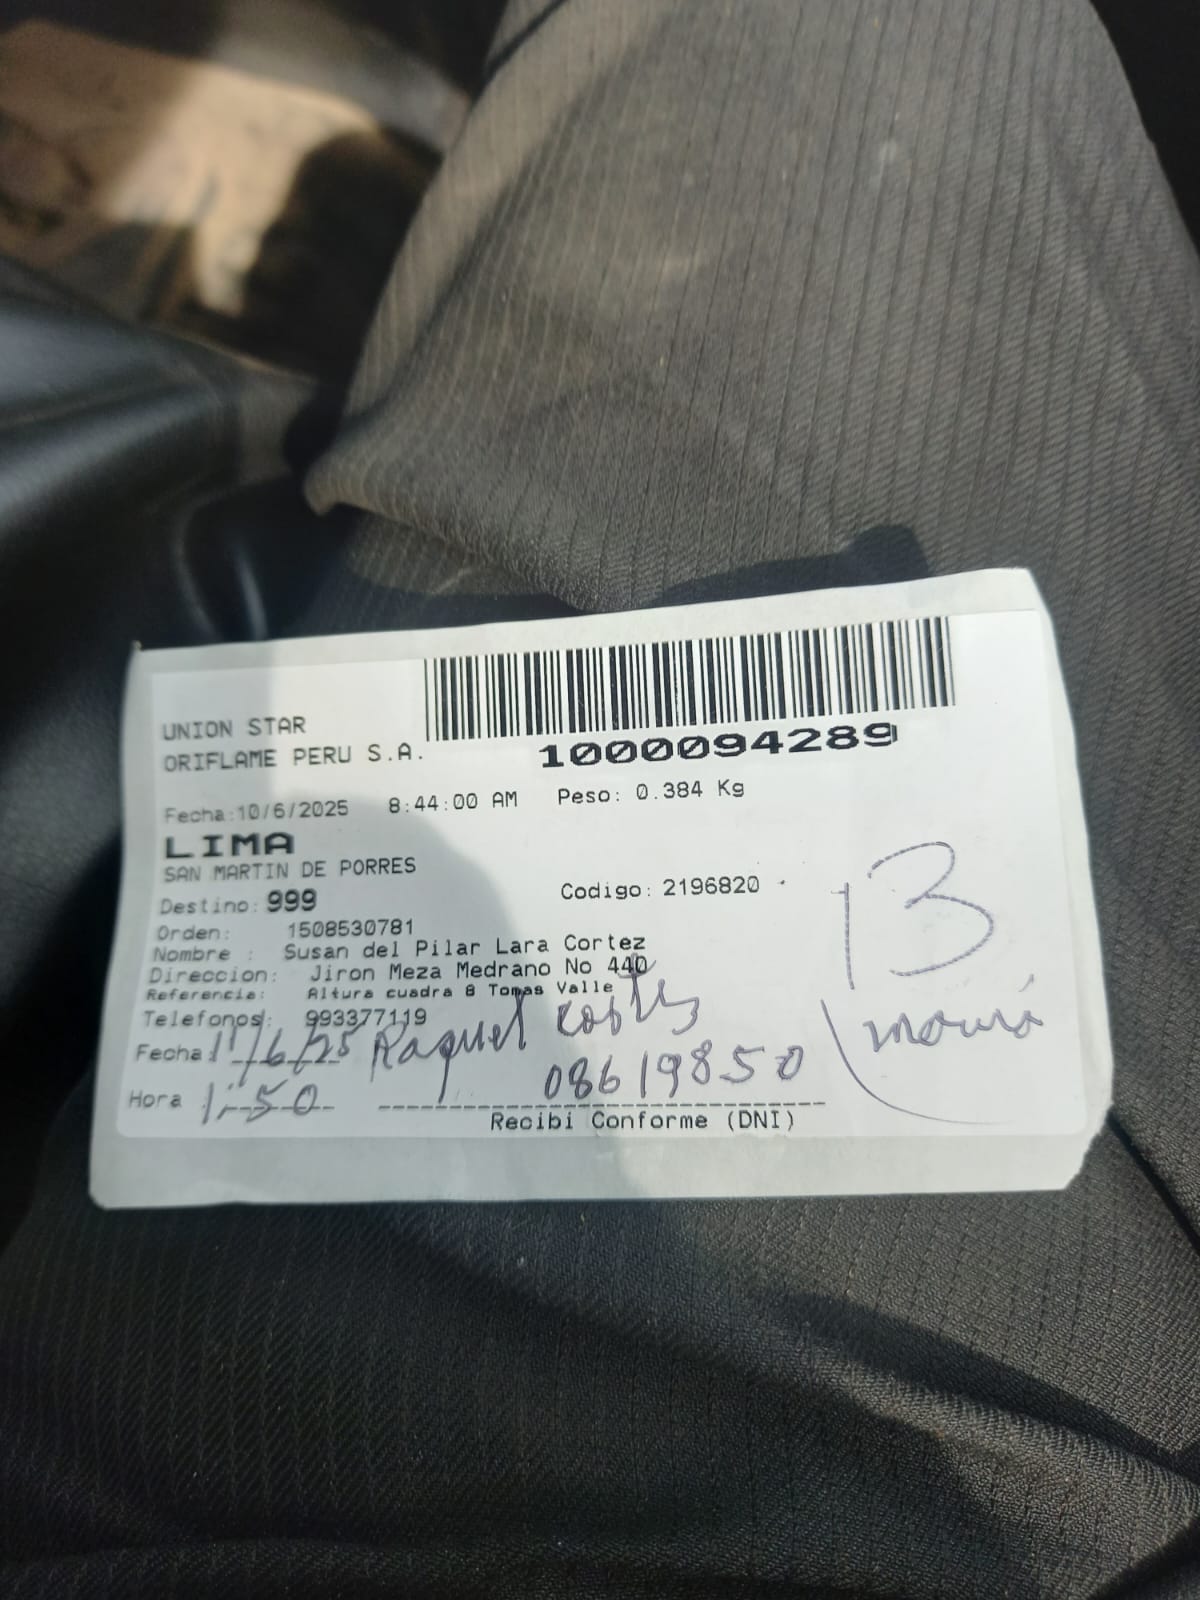 UNION STAR
ORIFLAME PERU S.A.
1000094289
Fecha:10/6/2025 8:44:00 AM Peso: 0.384 Kg
LIMA
SAN MARTIN DE PORRES
Destino: 999 Codigo: 2196820
Orden: 1508530781
Nombre : Susan del Pilar Lara Cortez
Direccion: Jiron Meza Medrano No 440
Referencia: Altura cuadra 8 Tomas Valle
Telefonos: 993377119
Fecha: 11/6/25 Raquel Cortez
08619850
Hora 1:50
Recibi Conforme (DNI)
13